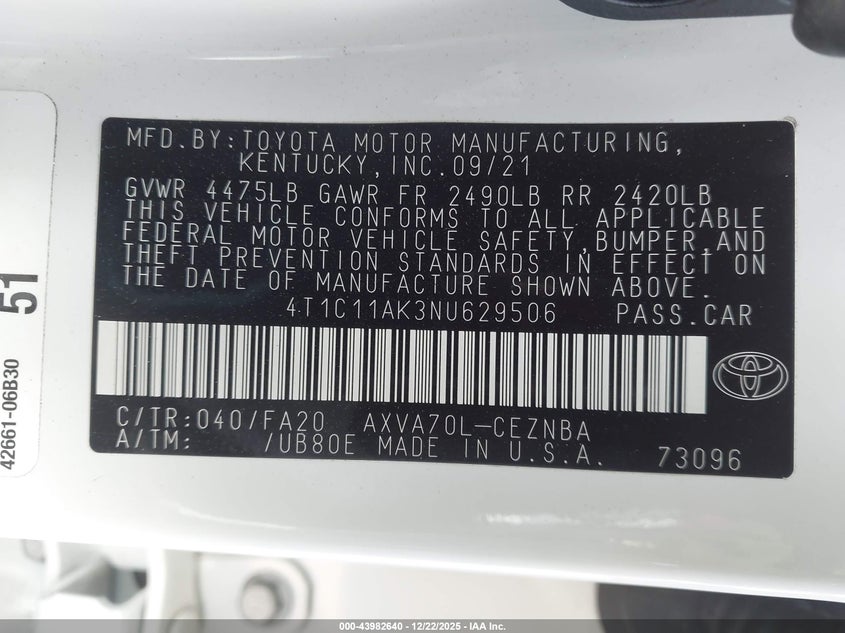 MFD.BY:TOYOTA MOTOR MANUFACTURING,
KENTUCKY,INC.09/21
GVWR 4475LB GAWR FR 2490LB RR 2420LB
THIS VEHICLE CONFORMS TO ALL APPLICABLE
FEDERAL MOTOR VEHICLE SAFETY,BUMPER,AND
THEFT PREVENTION STANDARDS IN EFFECT ON
THE DATE OF MANUFACTURE SHOWN ABOVE.
4T1C11AK3NU629506 PASS.CAR
C/TR:040/FA20 AXVA70L-CEZNBA
A/TM: /UB80E MADE IN U.S.A. 73096
51
42661-06B30
000-43982640 - 12/22/2025 - IAA Inc.